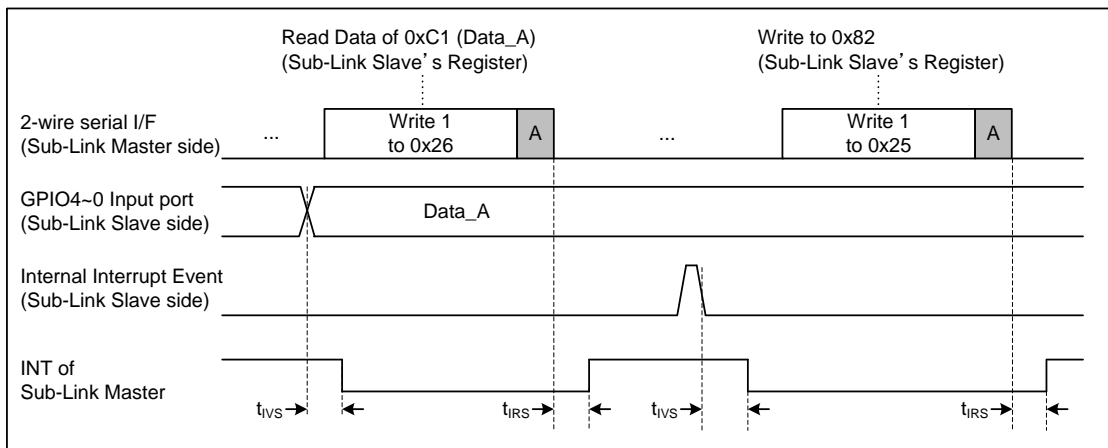 Read Data of 0xC1 (Data_A)
(Sub-Link Slave's Register)
Write to 0x82
(Sub-Link Slave's Register)
2-wire serial I/F
(Sub-Link Master side)
...
Write 1
to 0x26
A
...
Write 1
to 0x25
A
GPIO4~0 Input port
(Sub-Link Slave side)
Data_A
Internal Interrupt Event
(Sub-Link Slave side)
INT of
Sub-Link Master
tIVS
tIRS
tIVS
tIRS